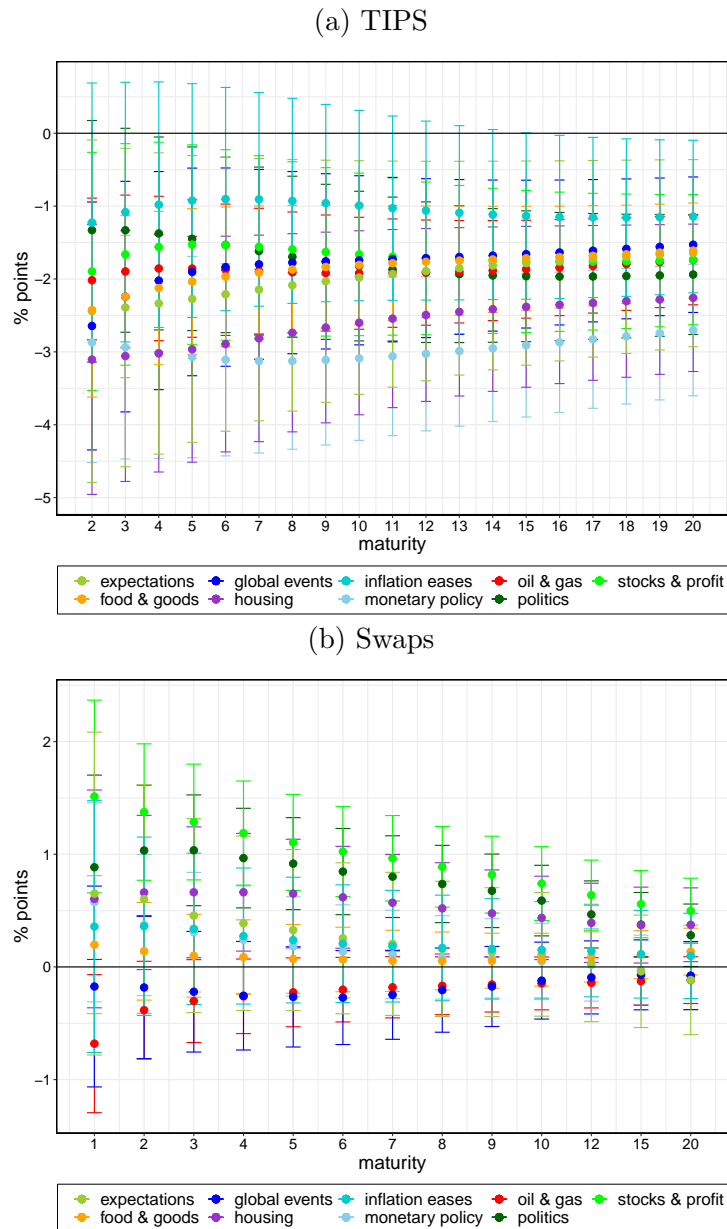 (a) TIPS
0
−1
−2
−3
−4
−5
% points
2 3 4 5 6 7 8 9 10 11 12 13 14 15 16 17 18 19 20
maturity
expectations global events inflation eases oil & gas stocks & profit
food & goods housing monetary policy politics
(b) Swaps
2
1
0
−1
% points
1 2 3 4 5 6 7 8 9 10 12 15 20
maturity
expectations global events inflation eases oil & gas stocks & profit
food & goods housing monetary policy politics